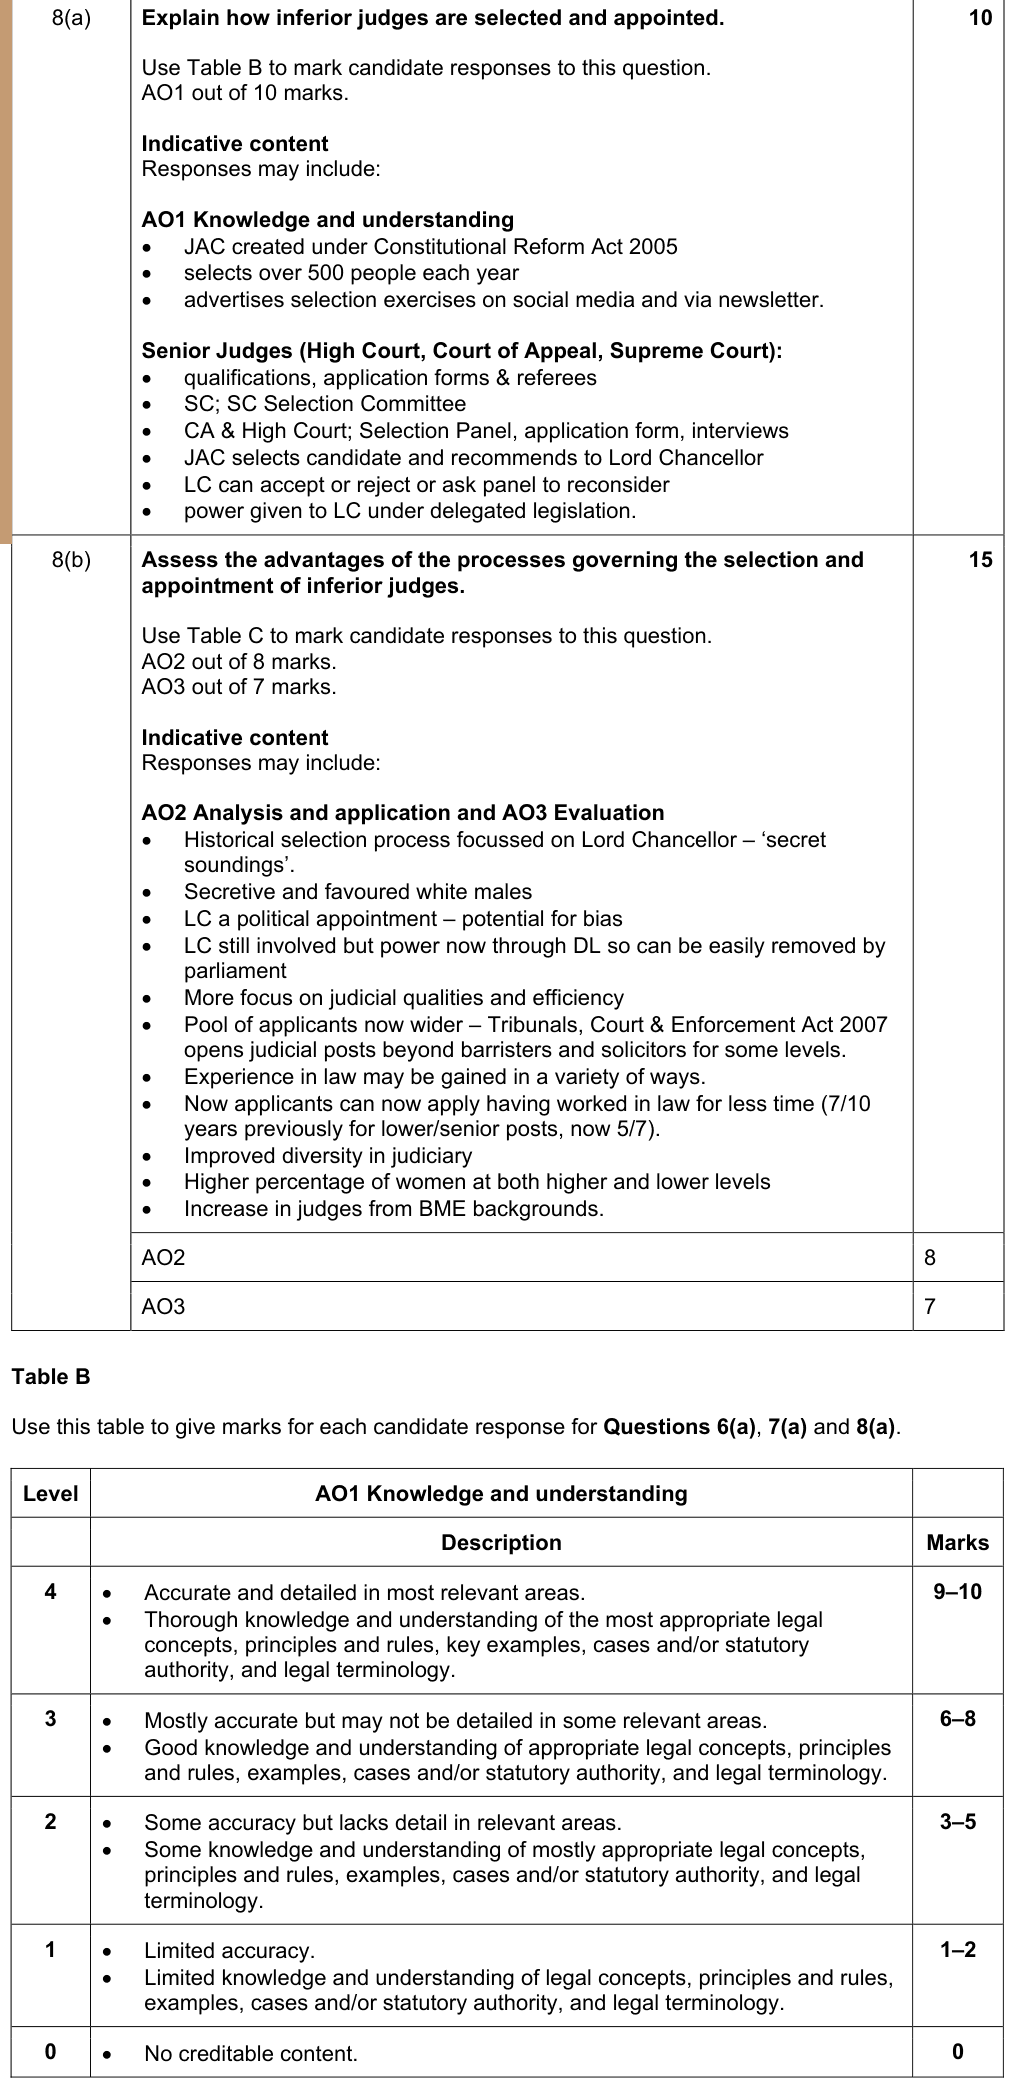 8(a) Explain how inferior judges are selected and appointed. 10
Use Table B to mark candidate responses to this question.
AO1 out of 10 marks.
Indicative content
Responses may include:
AO1 Knowledge and understanding
• JAC created under Constitutional Reform Act 2005
• selects over 500 people each year
• advertises selection exercises on social media and via newsletter.
Senior Judges (High Court, Court of Appeal, Supreme Court):
• qualifications, application forms & referees
• SC; SC Selection Committee
• CA & High Court; Selection Panel, application form, interviews
• JAC selects candidate and recommends to Lord Chancellor
• LC can accept or reject or ask panel to reconsider
• power given to LC under delegated legislation.
8(b) Assess the advantages of the processes governing the selection and 15
appointment of inferior judges.
Use Table C to mark candidate responses to this question.
AO2 out of 8 marks.
AO3 out of 7 marks.
Indicative content
Responses may include:
AO2 Analysis and application and AO3 Evaluation
• Historical selection process focussed on Lord Chancellor – ‘secret
soundings’.
• Secretive and favoured white males
• LC a political appointment – potential for bias
• LC still involved but power now through DL so can be easily removed by
parliament
• More focus on judicial qualities and efficiency
• Pool of applicants now wider – Tribunals, Court & Enforcement Act 2007
opens judicial posts beyond barristers and solicitors for some levels.
• Experience in law may be gained in a variety of ways.
• Now applicants can now apply having worked in law for less time (7/10
years previously for lower/senior posts, now 5/7).
• Improved diversity in judiciary
• Higher percentage of women at both higher and lower levels
• Increase in judges from BME backgrounds.
AO2 8
AO3 7
Table B
Use this table to give marks for each candidate response for Questions 6(a), 7(a) and 8(a).
Level AO1 Knowledge and understanding
Description Marks
4 • Accurate and detailed in most relevant areas. 9–10
• Thorough knowledge and understanding of the most appropriate legal
concepts, principles and rules, key examples, cases and/or statutory
authority, and legal terminology.
3 • Mostly accurate but may not be detailed in some relevant areas. 6–8
• Good knowledge and understanding of appropriate legal concepts, principles
and rules, examples, cases and/or statutory authority, and legal terminology.
2 • Some accuracy but lacks detail in relevant areas. 3–5
• Some knowledge and understanding of mostly appropriate legal concepts,
principles and rules, examples, cases and/or statutory authority, and legal
terminology.
1 • Limited accuracy. 1–2
• Limited knowledge and understanding of legal concepts, principles and rules,
examples, cases and/or statutory authority, and legal terminology.
0 • No creditable content. 0